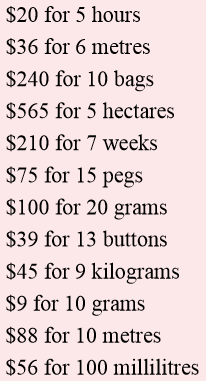 $20 for 5 hours
$36 for 6 metres
$240 for 10 bags
$565 for 5 hectares
$210 for 7 weeks
$75 for 15 pegs
$100 for 20 grams
$39 for 13 buttons
$45 for 9 kilograms
$9 for 10 grams
$88 for 10 metres
$56 for 100 millilitres